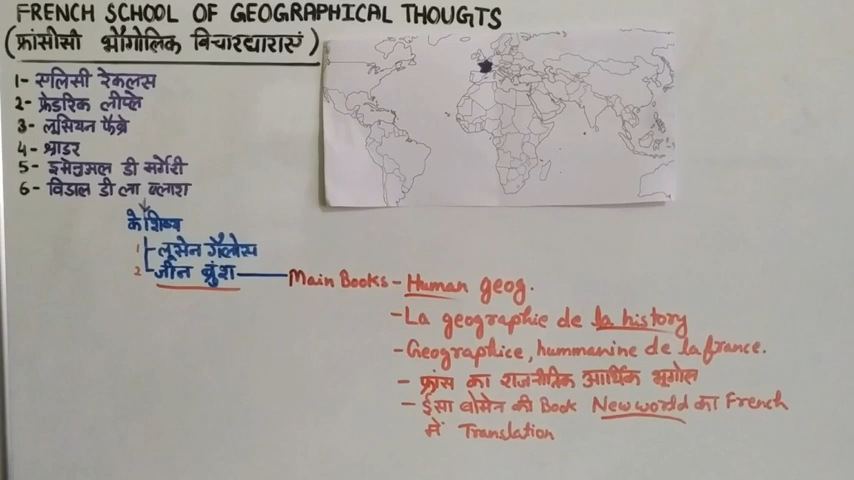 FRENCH SCHOOL OF GEOGRAPHICAL THOUGTS
(फ्रांसीसी भौगोलिक विचारधाराएं)
1- एलिसी रेकलस
2- फ्रेडरिक लीप्ले
3- लूसियन फैब्रे
4- श्राडर
5- इमेनुअल डी मर्गेरी
6- विडाल डी ला ब्लाश
के शिष्य
1 लूसेन गैलोस
2 जीन ब्रुंश — Main Books - Human geog.
- La geographie de la history
- Geographice, hummanine de la france.
- फ्रांस का राजनीतिक आर्थिक भूगोल
- ईसा बोमेन की Book New world का French
में Translation